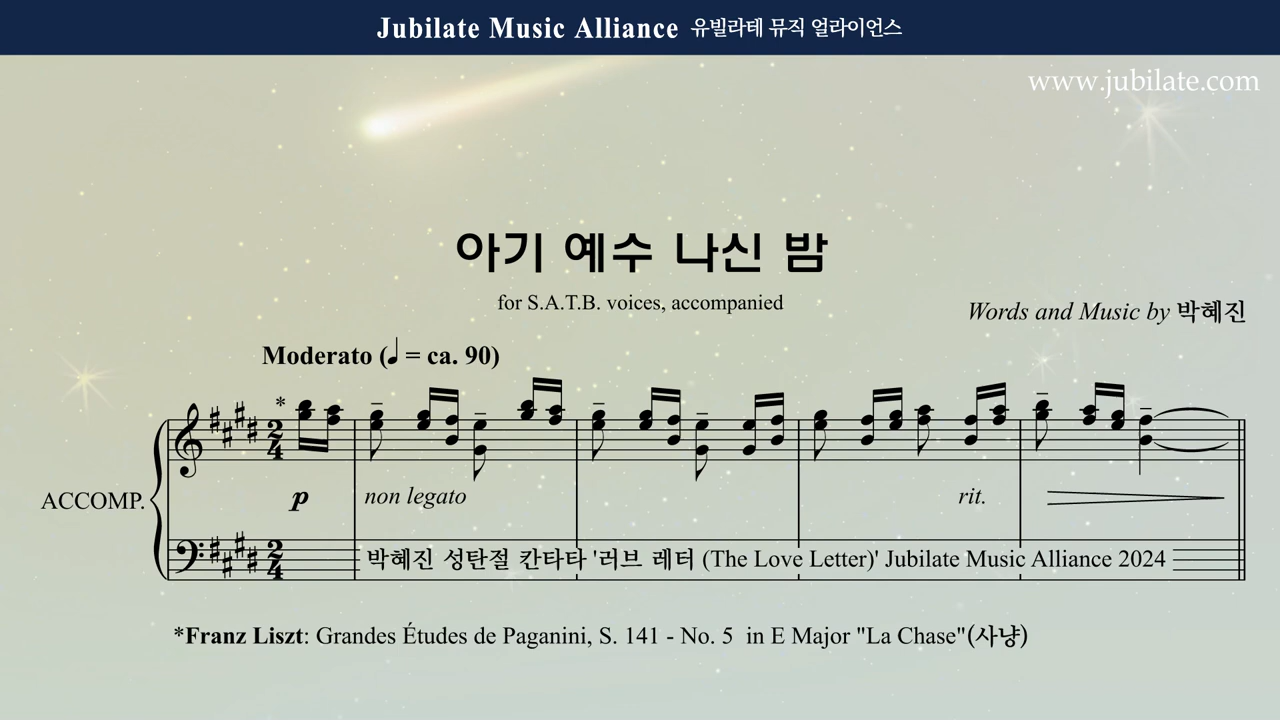 Jubilate Music Alliance 유빌라테 뮤직 얼라이언스
www.jubilate.com
아기 예수 나신 밤
for S.A.T.B. voices, accompanied
Words and Music by 박혜진
Moderato (♩ = ca. 90)
*
2 4
ACCOMP.
p non legato rit.
2 4
박혜진 성탄절 칸타타 '러브 레터 (The Love Letter)' Jubilate Music Alliance 2024
*Franz Liszt: Grandes Études de Paganini, S. 141 - No. 5 in E Major "La Chase"(사냥)